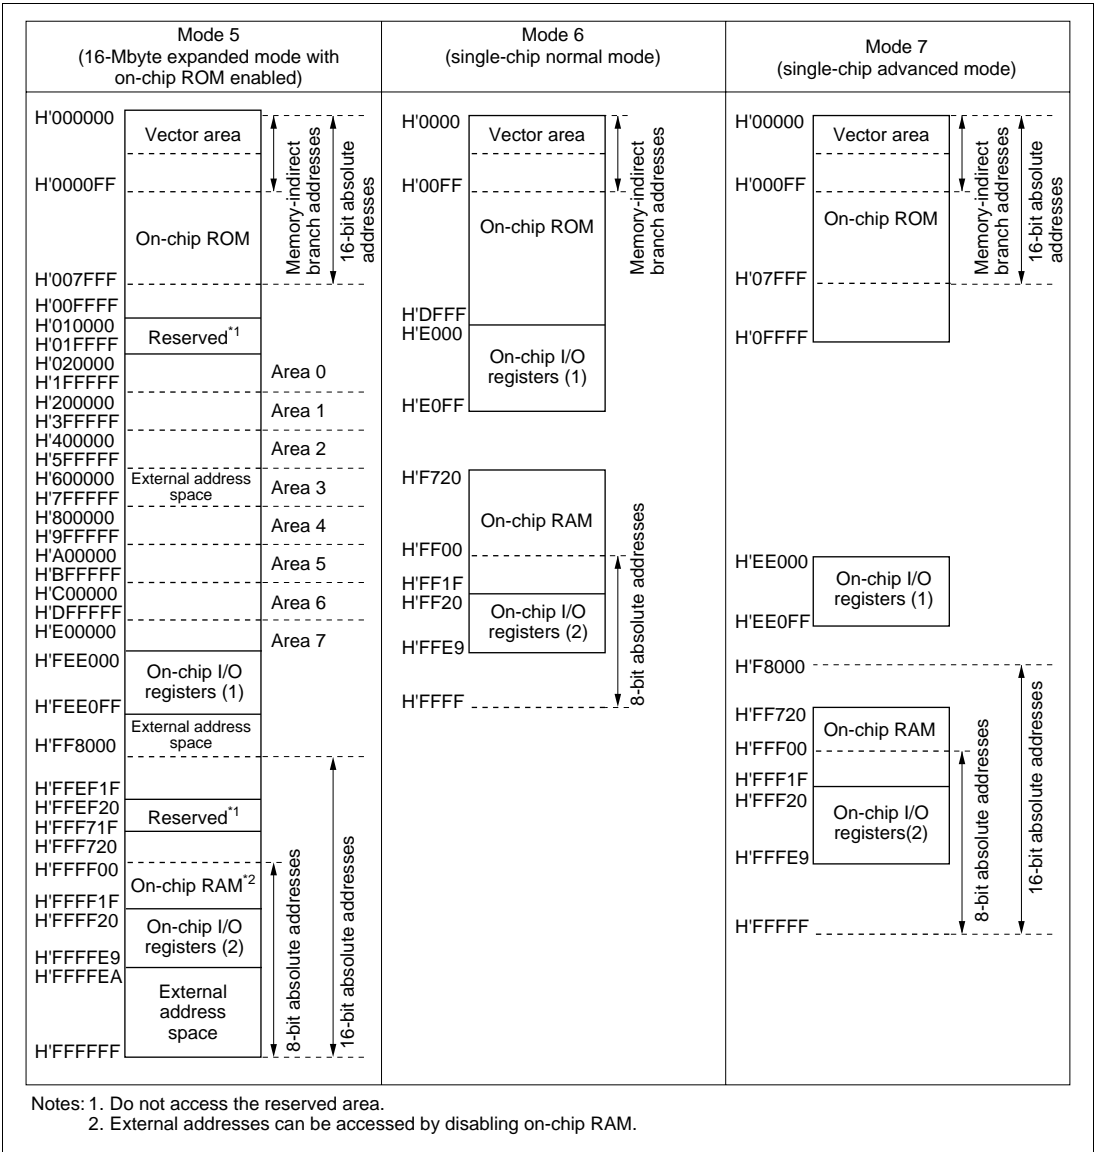 Mode 5
(16-Mbyte expanded mode with
on-chip ROM enabled)
H'000000
Vector area
H'0000FF
On-chip ROM
H'007FFF
H'00FFFF
H'010000
Reserved*1
H'01FFFF
H'020000
Area 0
H'1FFFFF
H'200000
Area 1
H'3FFFFF
H'400000
Area 2
H'5FFFFF
H'600000
External address
space
Area 3
H'7FFFFF
H'800000
Area 4
H'9FFFFF
H'A00000
Area 5
H'BFFFFF
H'C00000
Area 6
H'DFFFFF
H'E00000
Area 7
H'FEE000
On-chip I/O
registers (1)
H'FEE0FF
External address
space
H'FF8000
H'FFEF1F
H'FFEF20
Reserved*1
H'FFF71F
H'FFF720
H'FFFF00
On-chip RAM*2
H'FFFF1F
H'FFFF20
On-chip I/O
registers (2)
H'FFFFE9
H'FFFFEA
External
address
space
H'FFFFFF
Memory-indirect
branch addresses
16-bit absolute
addresses
8-bit absolute addresses
16-bit absolute addresses
Mode 6
(single-chip normal mode)
H'0000
Vector area
H'00FF
On-chip ROM
H'DFFF
H'E000
On-chip I/O
registers (1)
H'E0FF
H'F720
On-chip RAM
H'FF00
H'FF1F
H'FF20
On-chip I/O
registers (2)
H'FFE9
H'FFFF
Memory-indirect
branch addresses
8-bit absolute addresses
Mode 7
(single-chip advanced mode)
H'00000
Vector area
H'000FF
On-chip ROM
H'07FFF
H'0FFFF
H'EE000
On-chip I/O
registers (1)
H'EE0FF
H'F8000
H'FF720
On-chip RAM
H'FFF00
H'FFF1F
H'FFF20
On-chip I/O
registers(2)
H'FFFE9
H'FFFFF
Memory-indirect
branch addresses
16-bit absolute
addresses
8-bit absolute addresses
16-bit absolute addresses
Notes: 1. Do not access the reserved area.
2. External addresses can be accessed by disabling on-chip RAM.